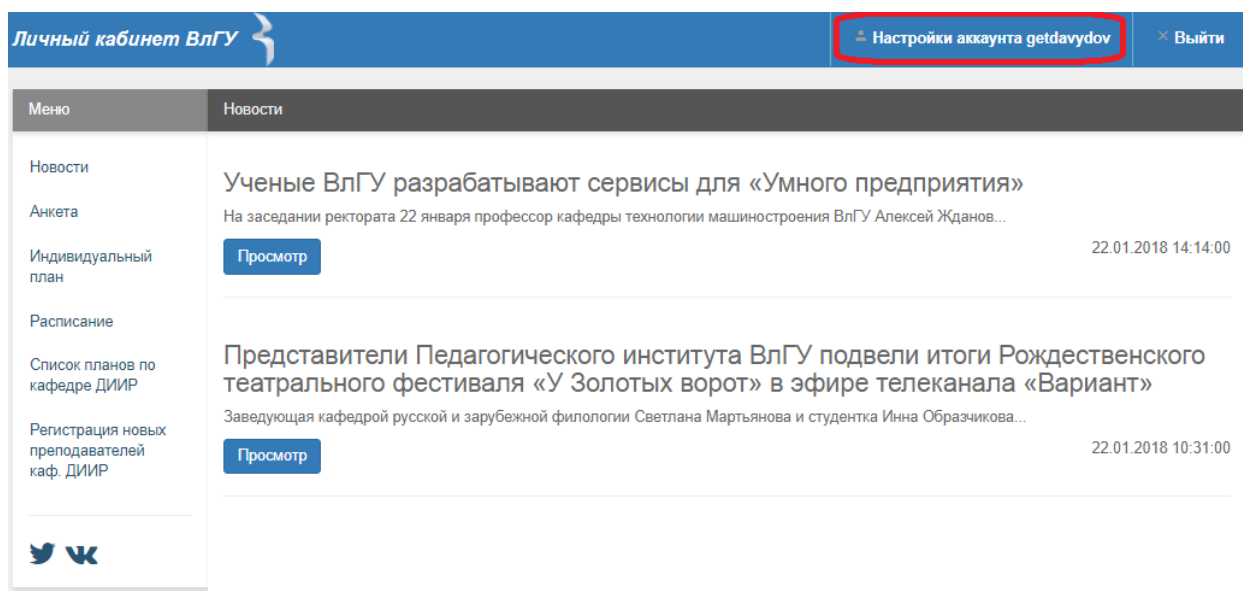 Личный кабинет ВлГУ
Настройки аккаунта getdavydov
× Выйти
Меню
Новости
Новости
Анкета
Индивидуальный
план
Расписание
Список планов по
кафедре ДИИР
Регистрация новых
преподавателей
каф. ДИИР
Ученые ВлГУ разрабатывают сервисы для «Умного предприятия»
На заседании ректората 22 января профессор кафедры технологии машиностроения ВлГУ Алексей Жданов...
Просмотр
22.01.2018 14:14:00
Представители Педагогического института ВлГУ подвели итоги Рождественского
театрального фестиваля «У Золотых ворот» в эфире телеканала «Вариант»
Заведующая кафедрой русской и зарубежной филологии Светлана Мартьянова и студентка Инна Образчикова...
Просмотр
22.01.2018 10:31:00